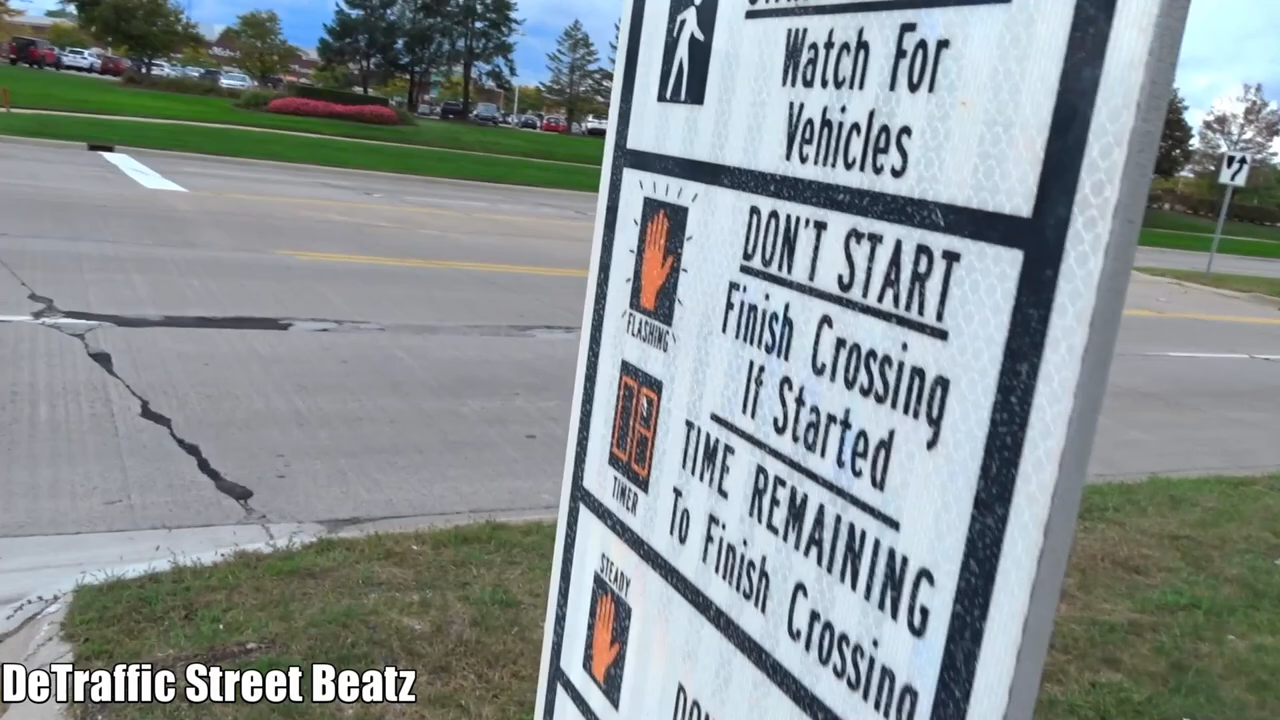 Watch For
Vehicles
DON'T START
Finish Crossing
If Started
FLASHING
TIME REMAINING
To Finish Crossing
TIMER
STEADY
DeTraffic Street Beatz